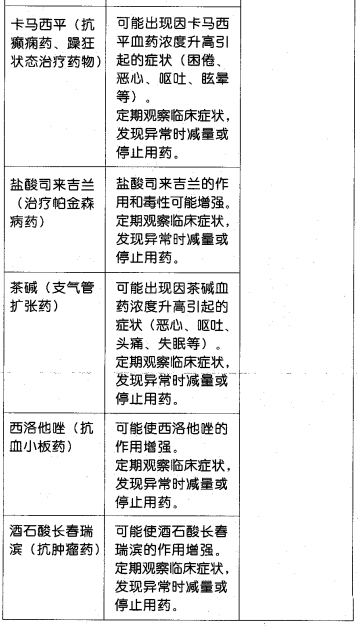 卡马西平（抗
癫痫药、躁狂
状态治疗药物）
可能出现因卡马西
平血药浓度升高引
起的症状（困倦、
恶心、呕吐、眩晕
等）。
定期观察临床症状，
发现异常时减量或
停止用药。
盐酸司来吉兰
（治疗帕金森
病药）
盐酸司来吉兰的作
用和毒性可能增强。
定期观察临床症状，
发现异常时减量或
停止用药。
茶碱（支气管
扩张药）
可能出现因茶碱血
药浓度升高引起的
症状（恶心、呕吐、
头痛、失眠等）。
定期观察临床症状，
发现异常时减量或
停止用药。
西洛他唑（抗
血小板药）
可能使西洛他唑的
作用增强。
定期观察临床症状，
发现异常时减量或
停止用药。
酒石酸长春瑞
滨（抗肿瘤药）
可能使酒石酸长春
瑞滨的作用增强。
定期观察临床症状，
发现异常时减量或
停止用药。